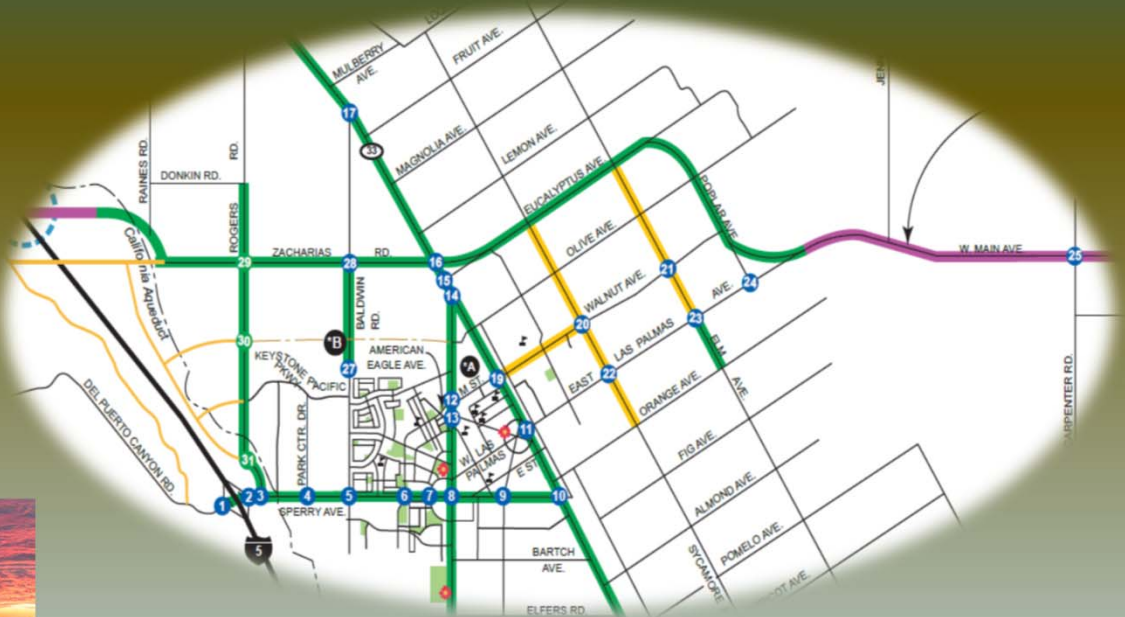 MULBERRY
AVE.
FRUIT AVE.
17
33
MAGNOLIA AVE.
LEMON AVE.
RAINES RD.
DONKIN RD.
ROGERS
RD.
EUCALYPTUS AVE.
POPLAR AVE.
OLIVE AVE.
California Aqueduct
29
ZACHARIAS
RD.
28
16
15
14
BALDWIN
RD.
WALNUT AVE.
21
24
W. MAIN AVE.
25
30
*B
27
KEYSTONE PACIFIC
PKWY.
AMERICAN
EAGLE AVE.
*A
20
23
EAST LAS PALMAS AVE.
22
ELM AVE.
19
M ST.
12
13
11
ORANGE AVE.
DEL PUERTO CANYON RD.
PARK CTR. DR.
W. LAS
PALMAS
E ST.
FIG AVE.
31
1
2
3
4
5
6
7
8
9
10
SPERRY AVE.
ALMOND AVE.
POMELO AVE.
5
BARTCH
AVE.
SYCAMORE
ELFERS RD.